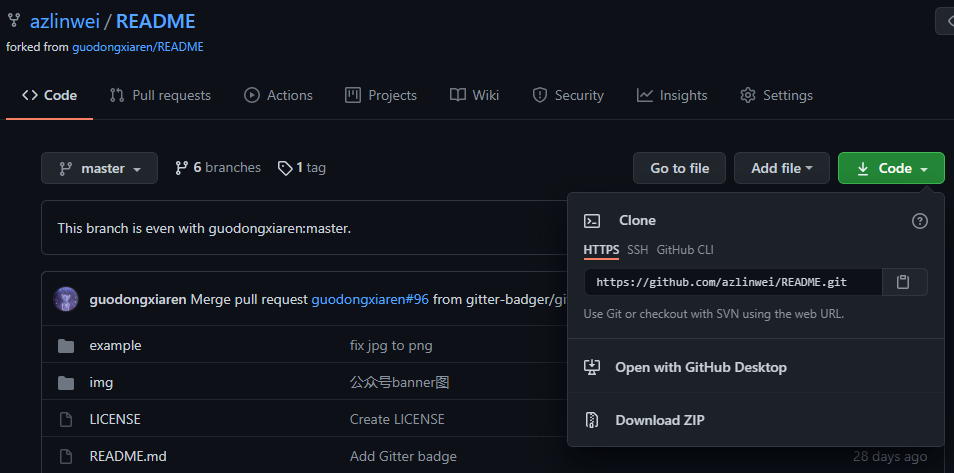 azlinwei / README
forked from guodongxiaren/README
Code Pull requests Actions Projects Wiki Security Insights Settings
master 6 branches 1 tag Go to file Add file Code
This branch is even with guodongxiaren:master.
Clone
HTTPS SSH GitHub CLI
https://github.com/azlinwei/README.git
Use Git or checkout with SVN using the web URL.
Open with GitHub Desktop
Download ZIP
guodongxiaren Merge pull request guodongxiaren#96 from gitter-badger/gi
example fix jpg to png
img 公众号banner图
LICENSE Create LICENSE
README.md Add Gitter badge 28 days ago